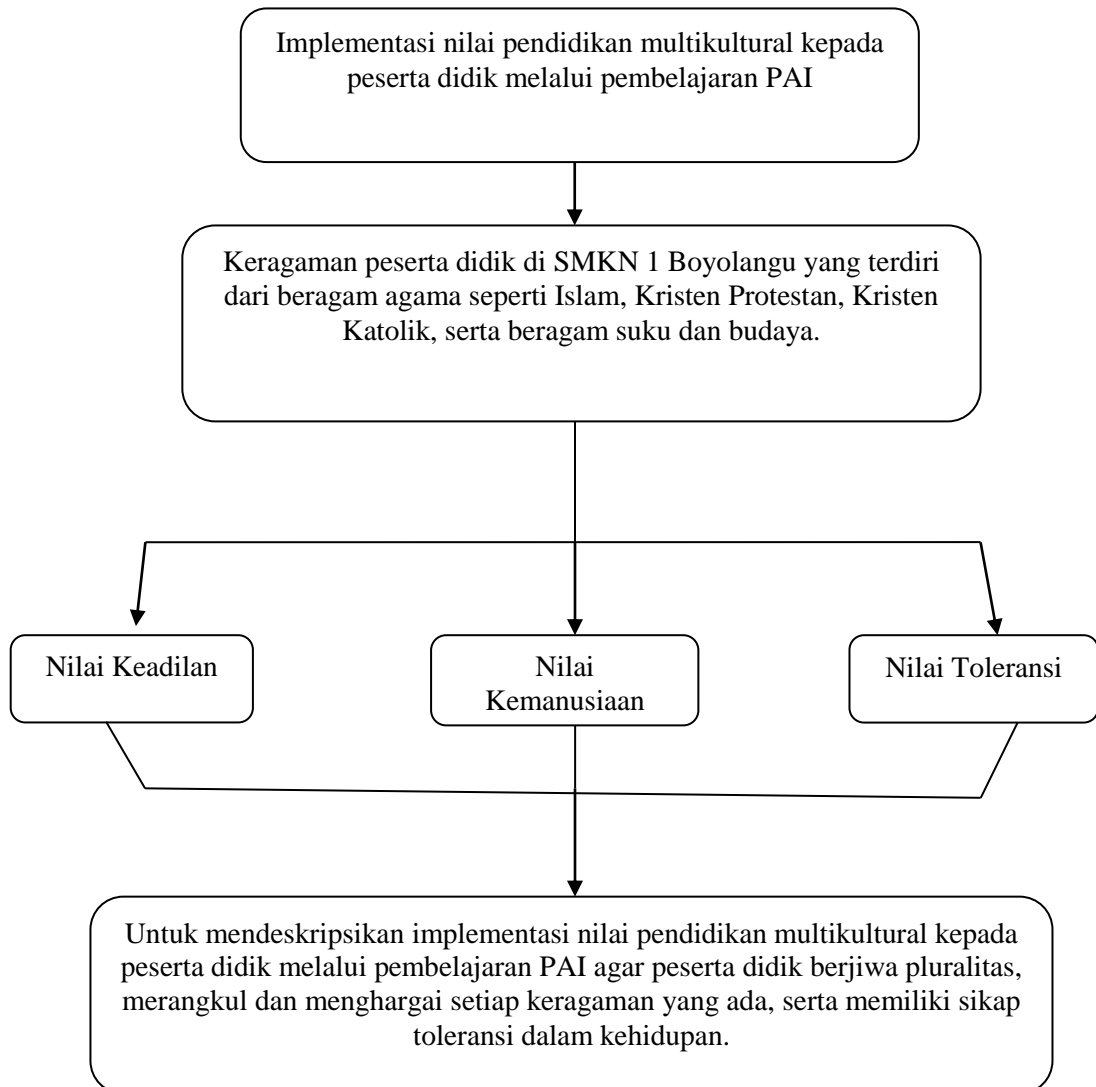 Implementasi nilai pendidikan multikultural kepada
peserta didik melalui pembelajaran PAI
Keragaman peserta didik di SMKN 1 Boyolangu yang terdiri
dari beragam agama seperti Islam, Kristen Protestan, Kristen
Katolik, serta beragam suku dan budaya.
Nilai Keadilan
Nilai
Kemanusiaan
Nilai Toleransi
Untuk mendeskripsikan implementasi nilai pendidikan multikultural kepada
peserta didik melalui pembelajaran PAI agar peserta didik berjiwa pluralitas,
merangkul dan menghargai setiap keragaman yang ada, serta memiliki sikap
toleransi dalam kehidupan.